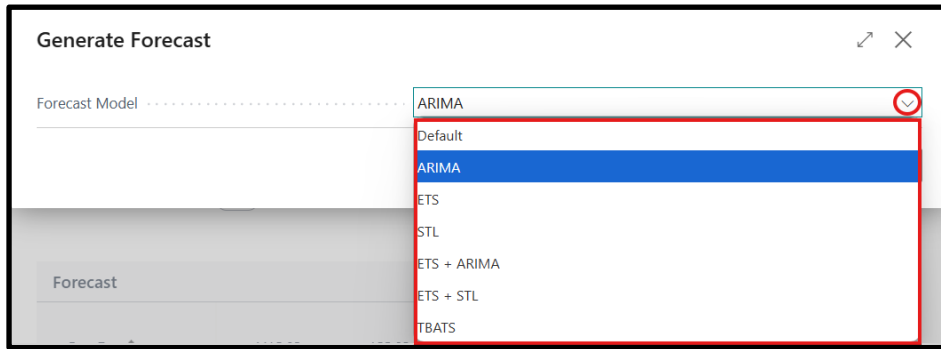 Generate Forecast
Forecast Model
ARIMA
Default
ARIMA
ETS
STL
ETS + ARIMA
ETS + STL
TBATS
Forecast